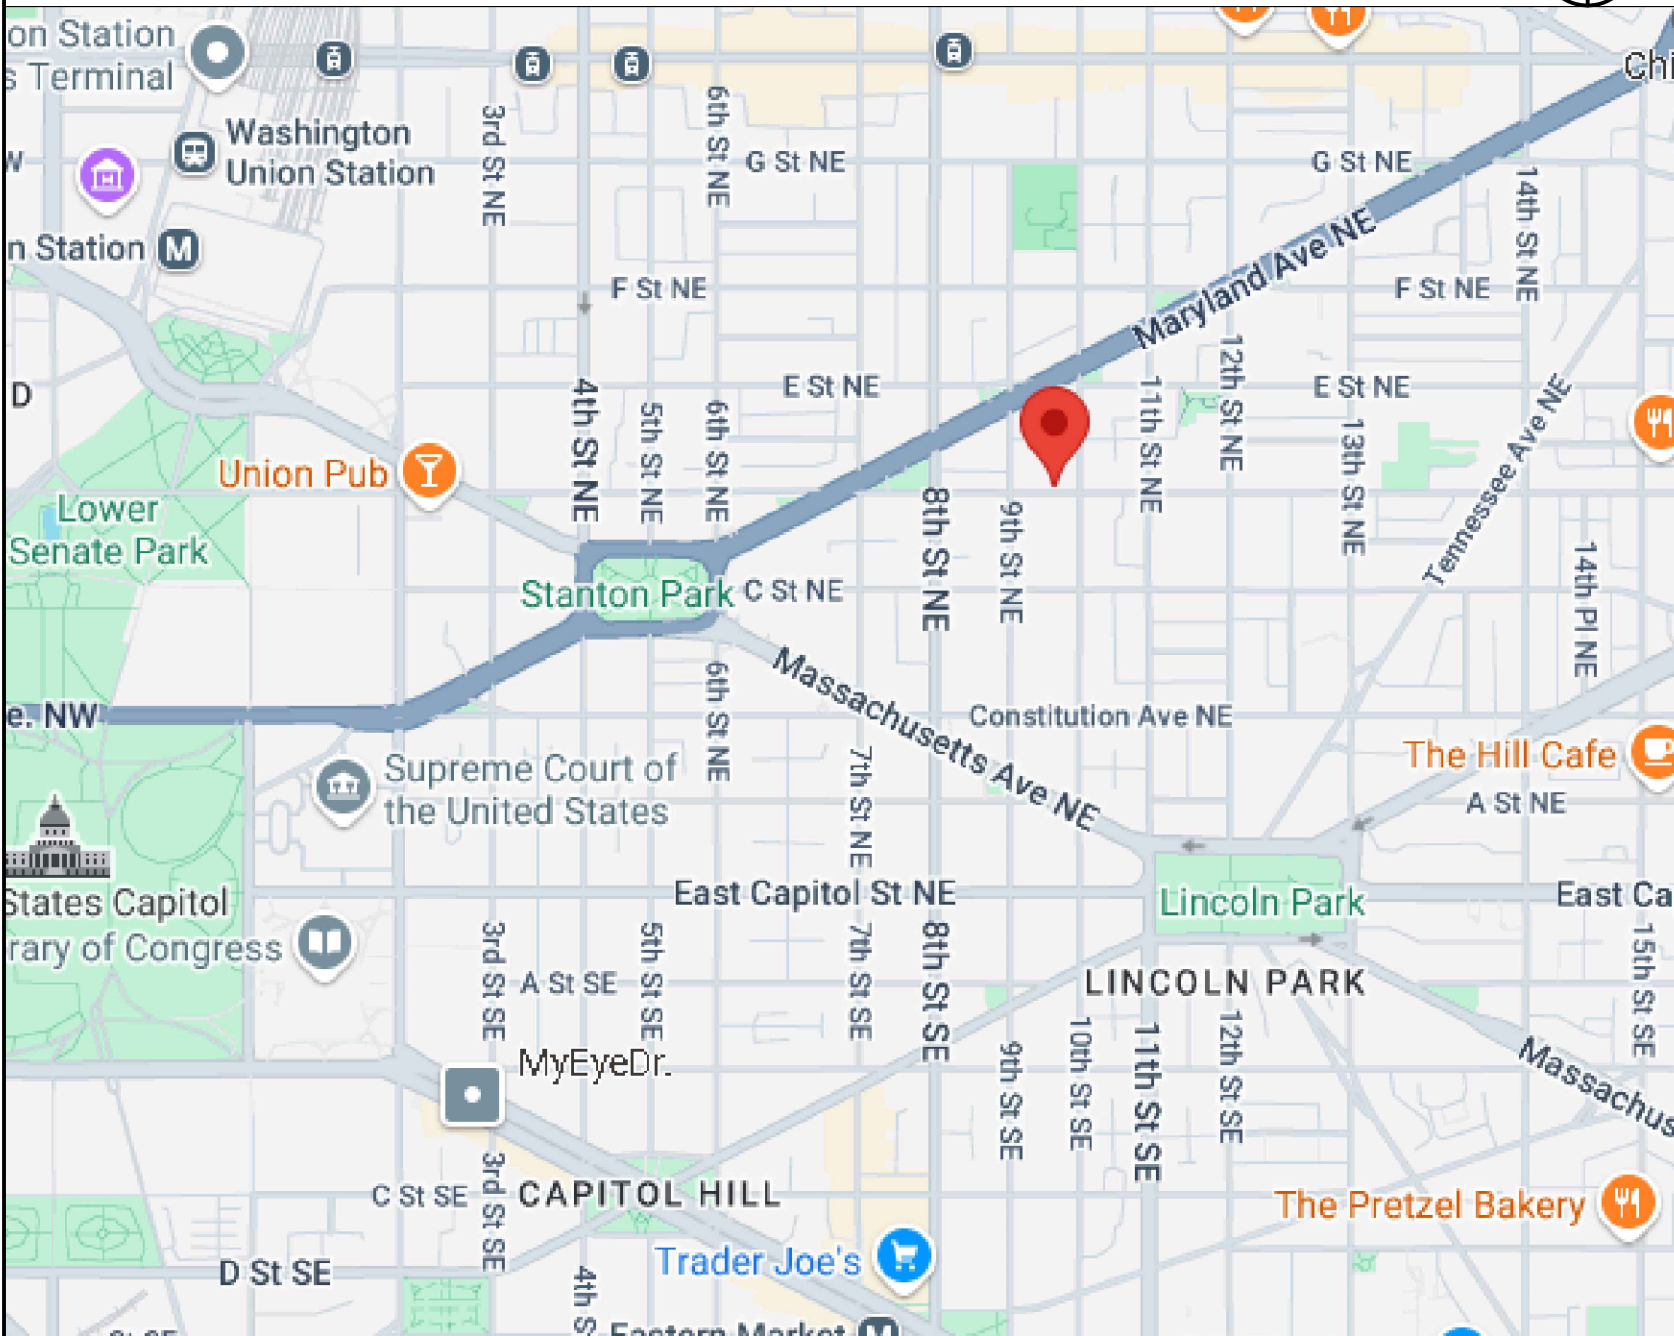 on Station
s Terminal
Washington
Union Station
W
n Station
M
3rd St NE
6th St NE
G St NE
G St NE
14th St NE
Chi
F St NE
F St NE
Maryland Ave NE
D
E St NE
E St NE
4th St NE
5th St NE
6th St NE
11th St NE
12th St NE
13th St NE
Tennessee Ave NE
Union Pub
Lower
Senate Park
8th St NE
9th St NE
14th Pl NE
Stanton Park
C St NE
Massachusetts Ave NE
6th St NE
e. NW
Constitution Ave NE
Supreme Court of
the United States
7th St NE
The Hill Cafe
A St NE
East Capitol St NE
Lincoln Park
East Ca
States Capitol
rary of Congress
3rd St SE
A St SE
5th St SE
7th St SE
8th St SE
LINCOLN PARK
15th St SE
MyEyeDr.
9th St SE
10th St SE
11th St SE
12th St SE
Massachus
C St SE
3rd St SE
CAPITOL HILL
The Pretzel Bakery
Trader Joe's
D St SE
4th S
Eastern Market